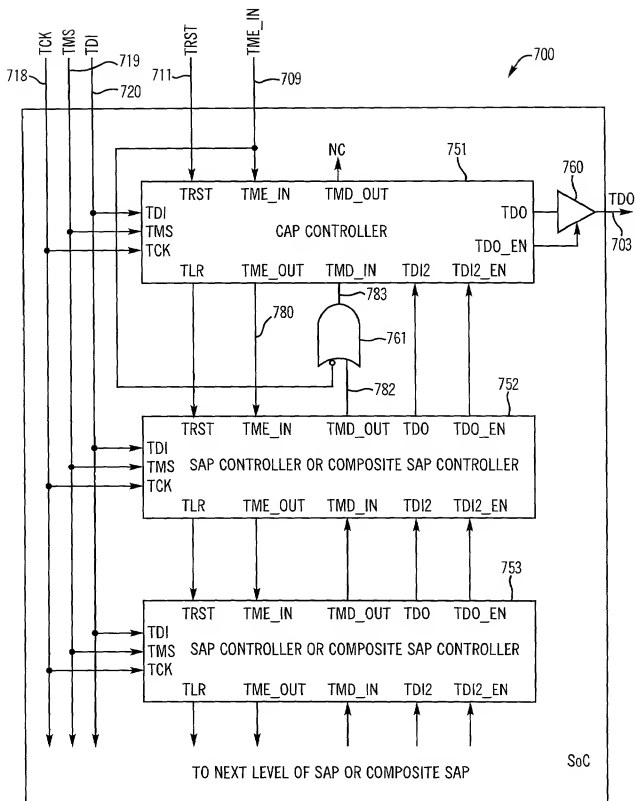 TCK
TMS
TDI
TRST
TME_IN
718
719
720
711
709
700
NC
751
760
TRST TME_IN TMD_OUT
TDI
TMS
TCK
CAP CONTROLLER
TDO
TDO_EN
TDO
703
TLR TME_OUT TMD_IN TDI2 TDI2_EN
783
780
761
782
752
TRST TME_IN TMD_OUT TDO TDO_EN
TDI
TMS
TCK
SAP CONTROLLER OR COMPOSITE SAP CONTROLLER
TLR TME_OUT TMD_IN TDI2 TDI2_EN
753
TRST TME_IN TMD_OUT TDO TDO_EN
TDI
TMS
TCK
SAP CONTROLLER OR COMPOSITE SAP CONTROLLER
TLR TME_OUT TMD_IN TDI2 TDI2_EN
TO NEXT LEVEL OF SAP OR COMPOSITE SAP
SoC